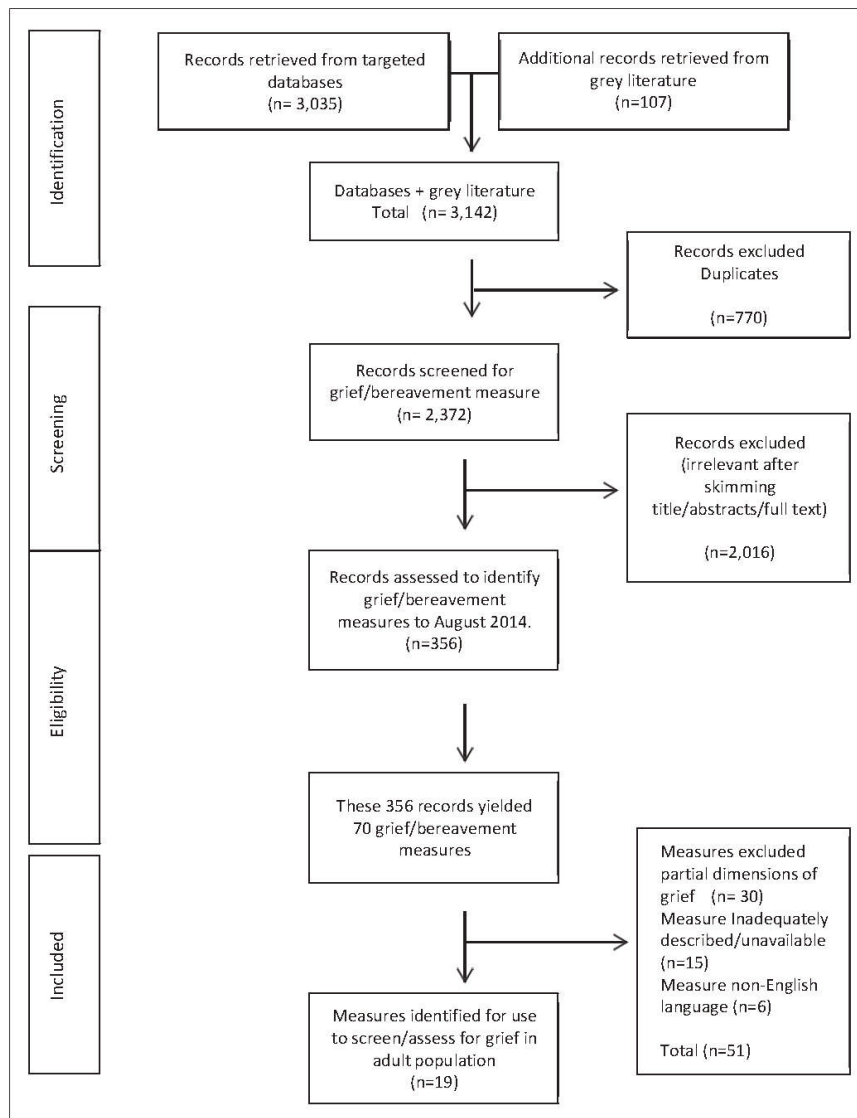 Identification
Records retrieved from targeted
databases
(n= 3,035)
Additional records retrieved from
grey literature
(n=107)
Databases + grey literature
Total (n= 3,142)
Records excluded
Duplicates
(n=770)
Screening
Records screened for
grief/bereavement measure
(n= 2,372)
Records excluded
(irrelevant after
skimming
title/abstracts/full text)
(n=2,016)
Eligibility
Records assessed to identify
grief/bereavement
measures to August 2014.
(n=356)
These 356 records yielded
70 grief/bereavement
measures
Included
Measures excluded
partial dimensions of
grief (n= 30)
Measure Inadequately
described/unavailable
(n=15)
Measure non-English
language (n=6)
Total (n=51)
Measures identified for use
to screen/assess for grief in
adult population
(n=19)